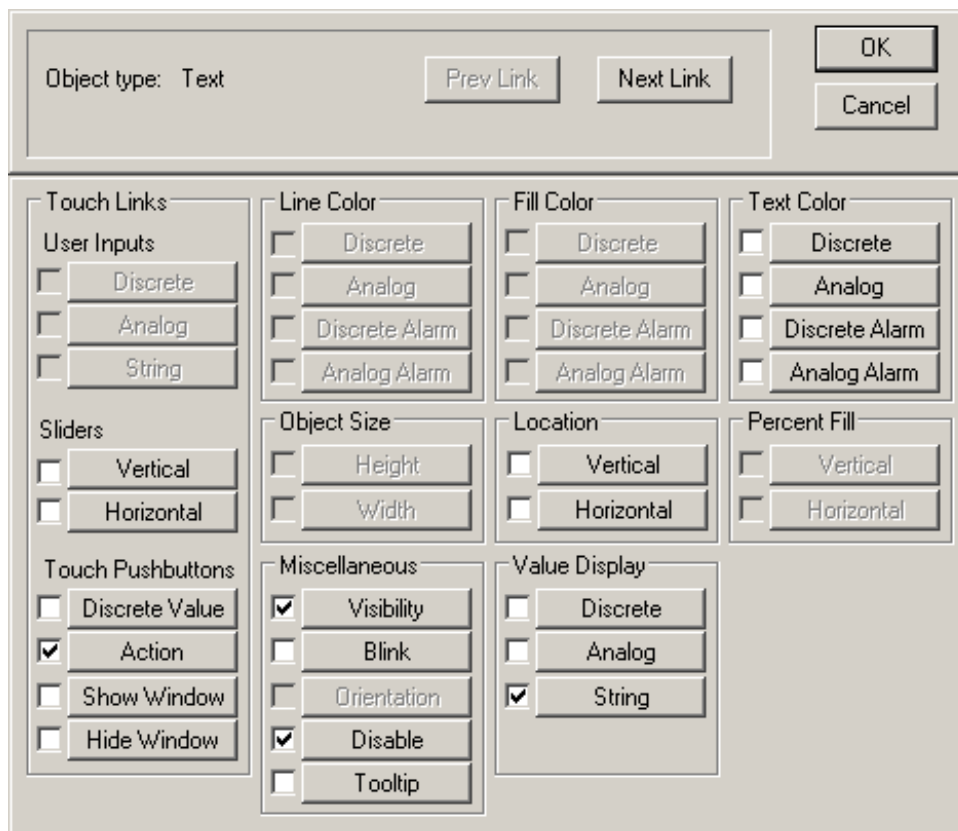 Object type: Text
Prev Link
Next Link
OK
Cancel
Touch Links
User Inputs
Discrete
Analog
String
Sliders
Vertical
Horizontal
Touch Pushbuttons
Discrete Value
Action
Show Window
Hide Window
Line Color
Discrete
Analog
Discrete Alarm
Analog Alarm
Object Size
Height
Width
Miscellaneous
Visibility
Blink
Orientation
Disable
Tooltip
Fill Color
Discrete
Analog
Discrete Alarm
Analog Alarm
Location
Vertical
Horizontal
Value Display
Discrete
Analog
String
Text Color
Discrete
Analog
Discrete Alarm
Analog Alarm
Percent Fill
Vertical
Horizontal